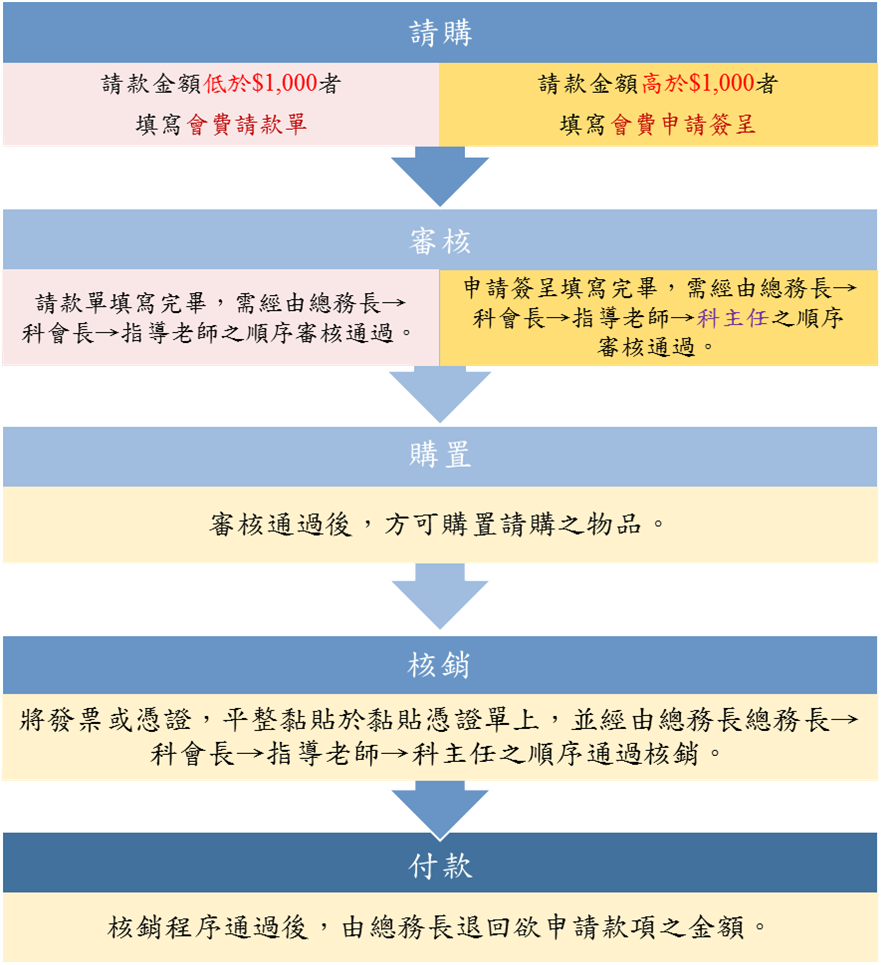 請購
請款金額低於$1,000者
填寫會費請款單
請款金額高於$1,000者
填寫會費申請簽呈
審核
請款單填寫完畢，需經由總務長→
科會長→指導老師之順序審核通過。
申請簽呈填寫完畢，需經由總務長→
科會長→指導老師→科主任之順序
審核通過。
購置
審核通過後，方可購置請購之物品。
核銷
將發票或憑證，平整黏貼於黏貼憑證單上，並經由總務長總務長→
科會長→指導老師→科主任之順序通過核銷。
付款
核銷程序通過後，由總務長退回欲申請款項之金額。